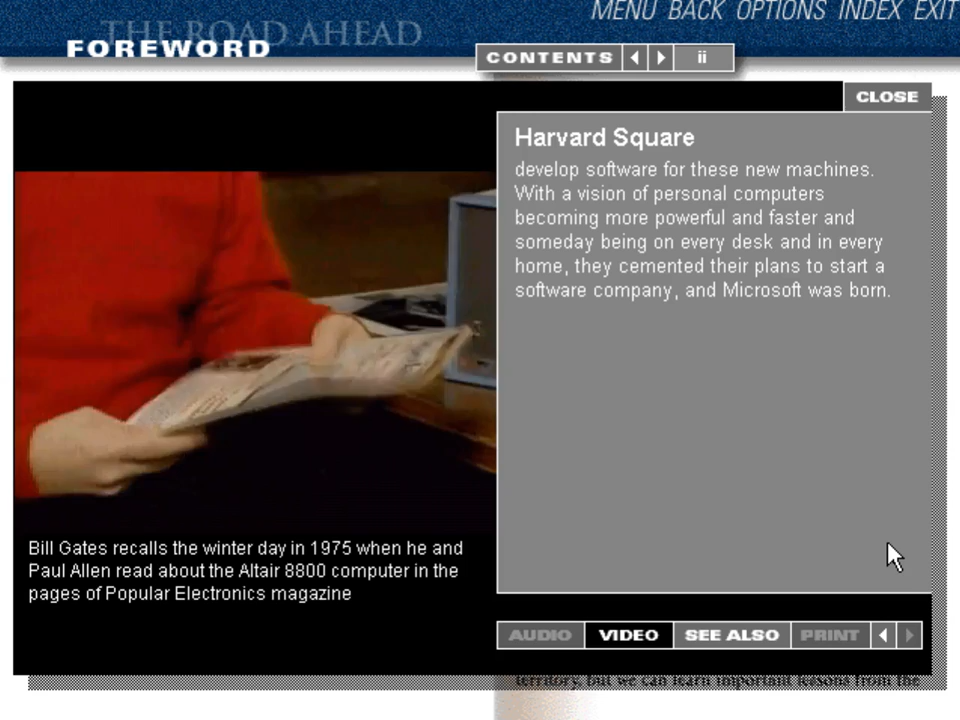 MENU BACK OPTIONS INDEX EXIT
THE ROAD AHEAD
FOREWORD
CONTENTS ii
CLOSE
Harvard Square
develop software for these new machines.
With a vision of personal computers
becoming more powerful and faster and
someday being on every desk and in every
home, they cemented their plans to start a
software company, and Microsoft was born.
Bill Gates recalls the winter day in 1975 when he and
Paul Allen read about the Altair 8800 computer in the
pages of Popular Electronics magazine
AUDIO VIDEO SEE ALSO PRINT
territory, but we can learn important lessons from the